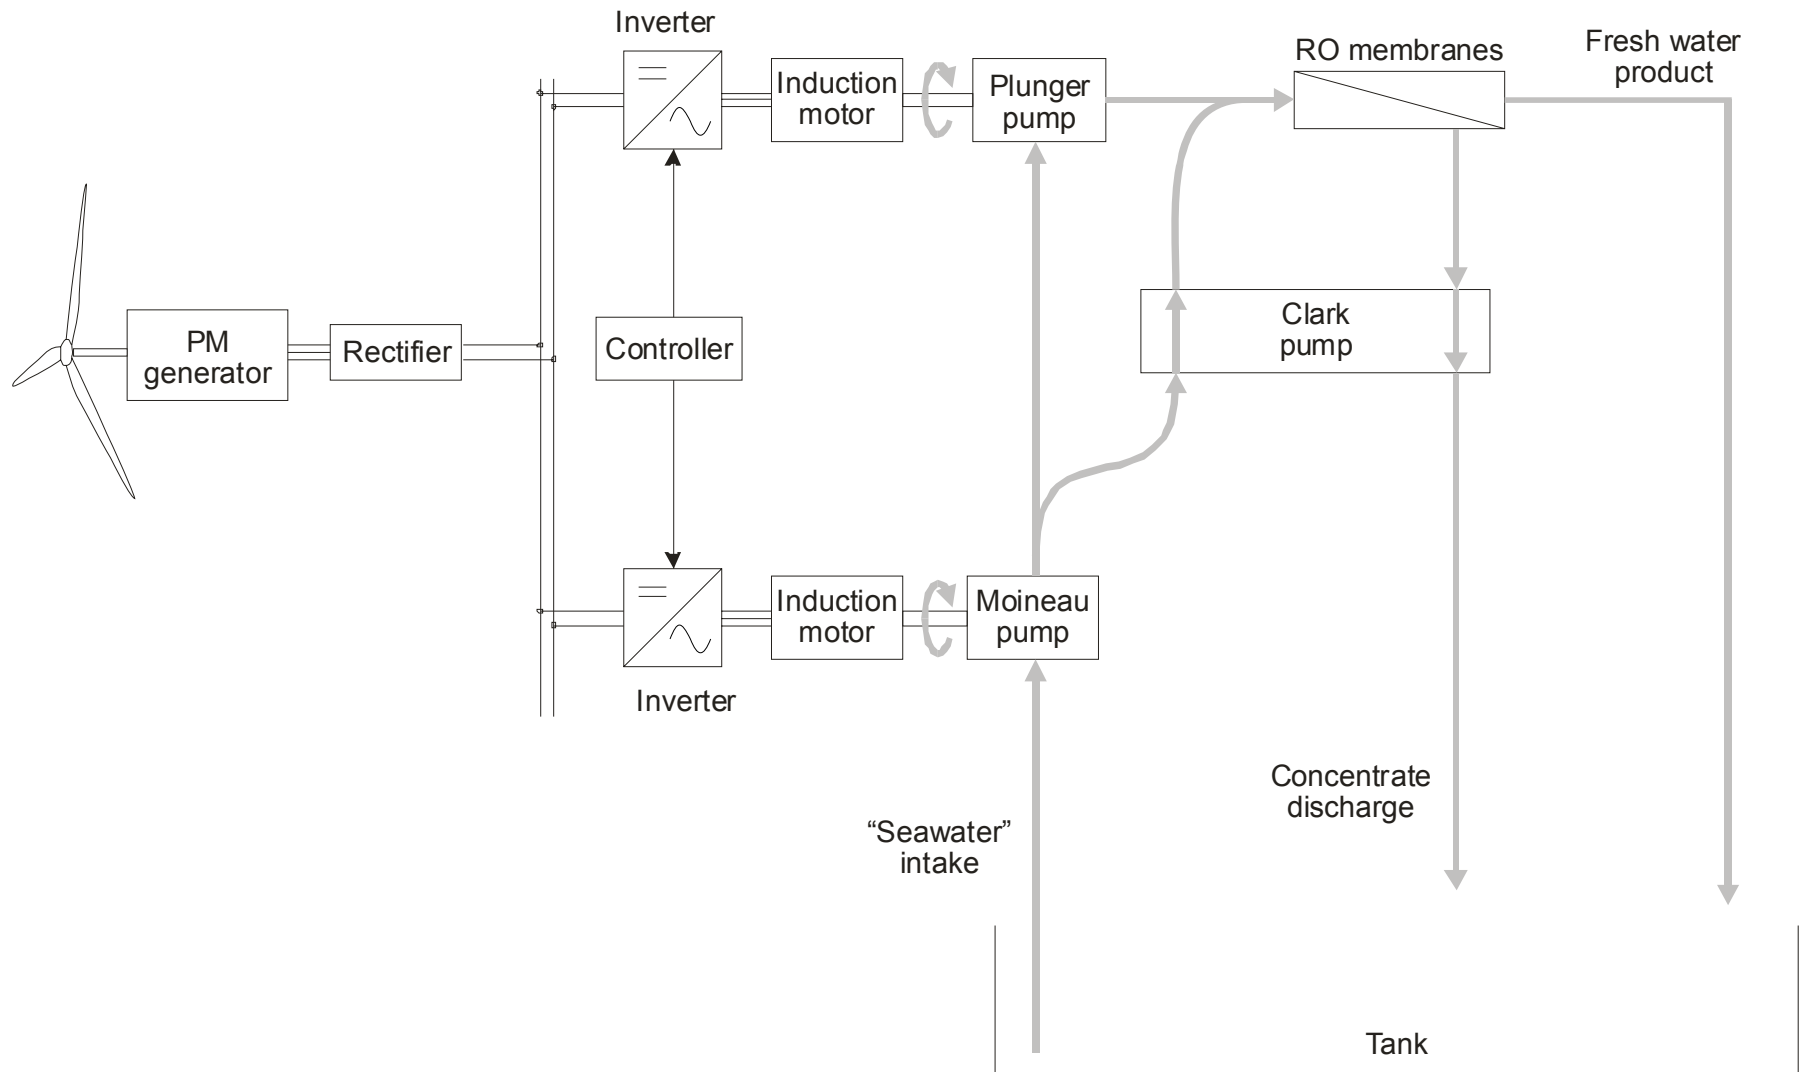 Inverter
RO membranes
Fresh water
product
Induction
motor
Plunger
pump
PM
generator
Rectifier
Controller
Clark
pump
Induction
motor
Moineau
pump
Inverter
Concentrate
discharge
“Seawater”
intake
Tank